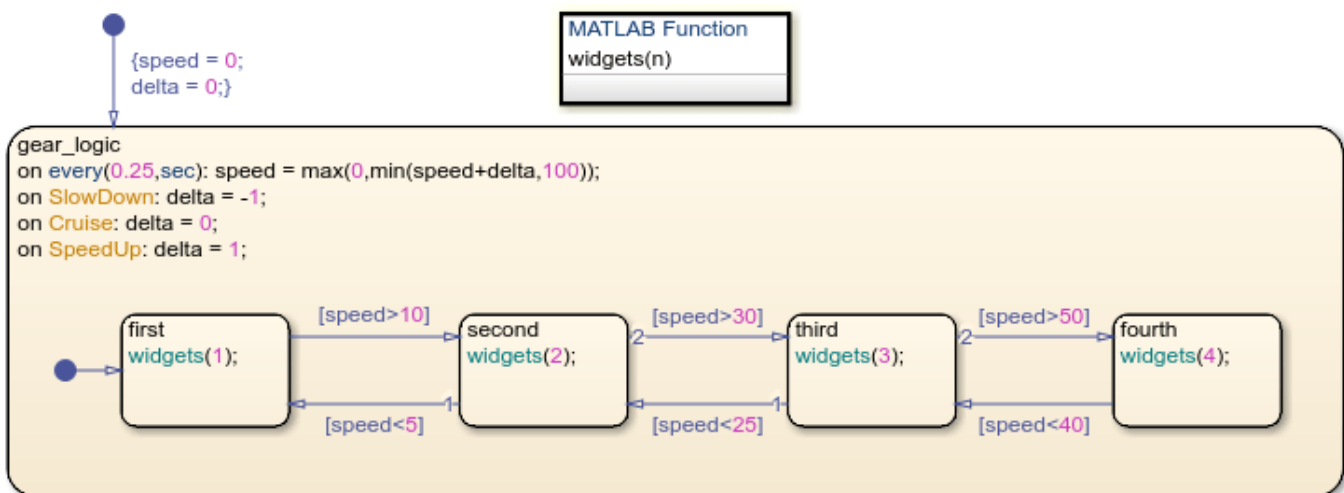 {speed = 0;
delta = 0;}
MATLAB Function
widgets(n)
gear_logic
on every(0.25,sec): speed = max(0,min(speed+delta,100));
on SlowDown: delta = -1;
on Cruise: delta = 0;
on SpeedUp: delta = 1;
first
widgets(1);
[speed>10]
second
widgets(2);
2
[speed>30]
third
widgets(3);
2
[speed>50]
fourth
widgets(4);
[speed<5]
1
[speed<25]
1
[speed<40]